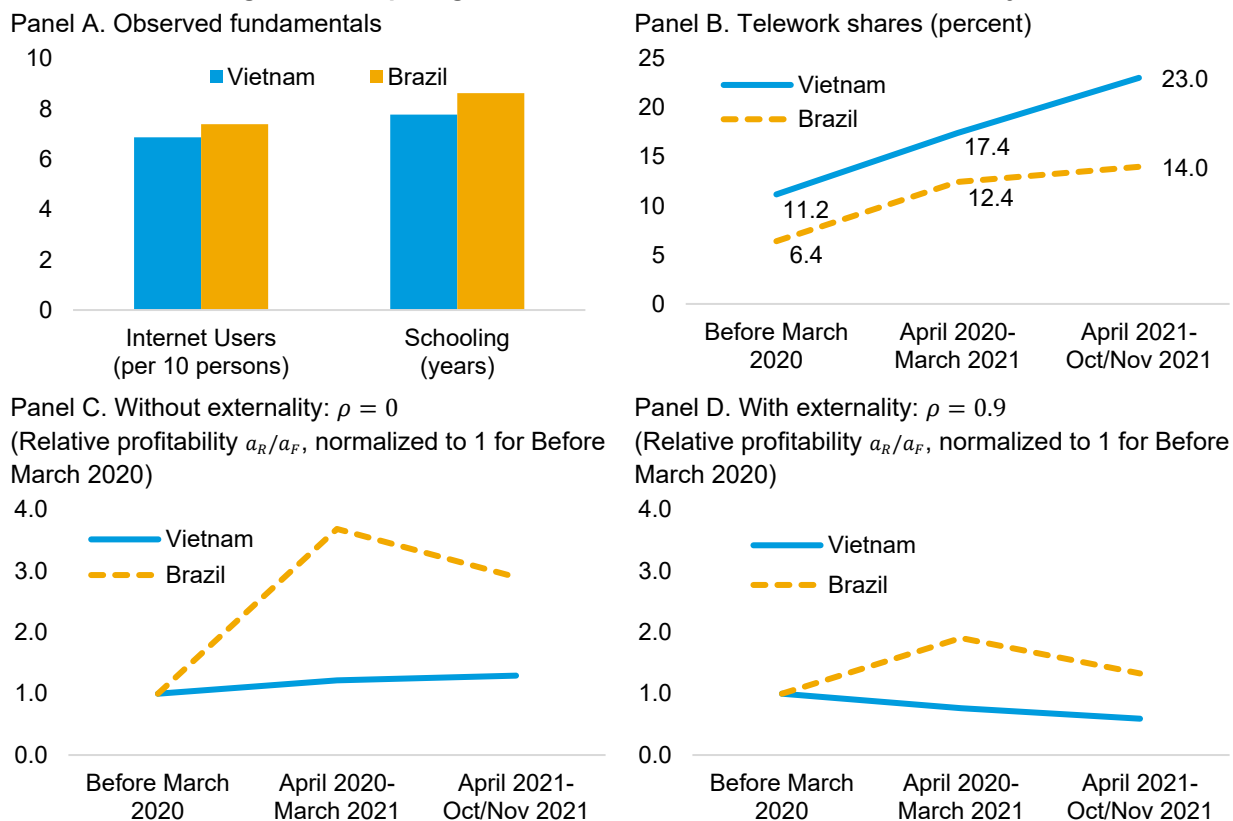 Panel A. Observed fundamentals
10
8
6
4
2
0
Vietnam
Brazil
Internet Users
(per 10 persons)
Schooling
(years)
Panel B. Telework shares (percent)
25
20
15
10
5
0
Vietnam
Brazil
23.0
17.4
14.0
12.4
11.2
6.4
Before March
2020
April 2020-
March 2021
April 2021-
Oct/Nov 2021
Panel C. Without externality: 𝜌 = 0
(Relative profitability 𝑎𝑅/𝑎𝐹, normalized to 1 for Before
March 2020)
4.0
3.0
2.0
1.0
0.0
Vietnam
Brazil
Before March
2020
April 2020-
March 2021
April 2021-
Oct/Nov 2021
Panel D. With externality: 𝜌 = 0.9
(Relative profitability 𝑎𝑅/𝑎𝐹, normalized to 1 for Before
March 2020)
4.0
3.0
2.0
1.0
0.0
Vietnam
Brazil
Before March
2020
April 2020-
March 2021
April 2021-
Oct/Nov 2021